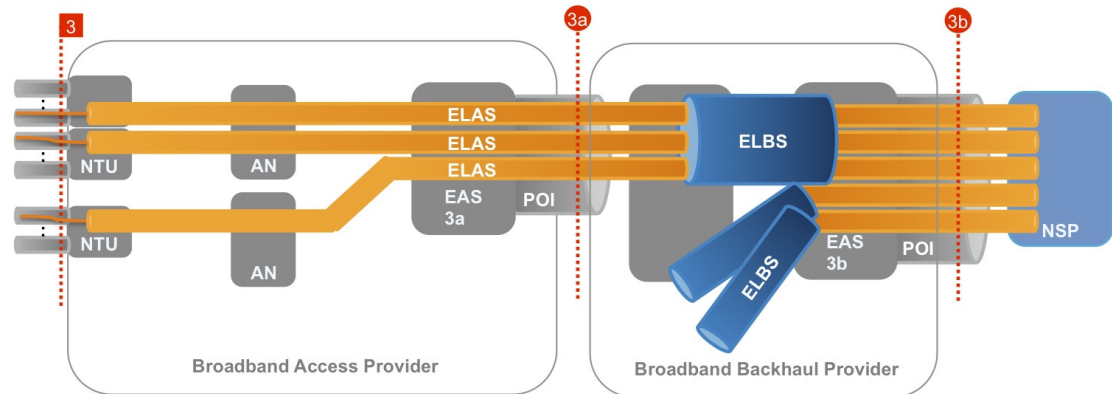 3
3a
3b
ELAS
ELAS
ELAS
ELBS
ELBS
NTU
AN
NTU
AN
EAS
3a
POI
EAS
3b
POI
NSP
Broadband Access Provider
Broadband Backhaul Provider